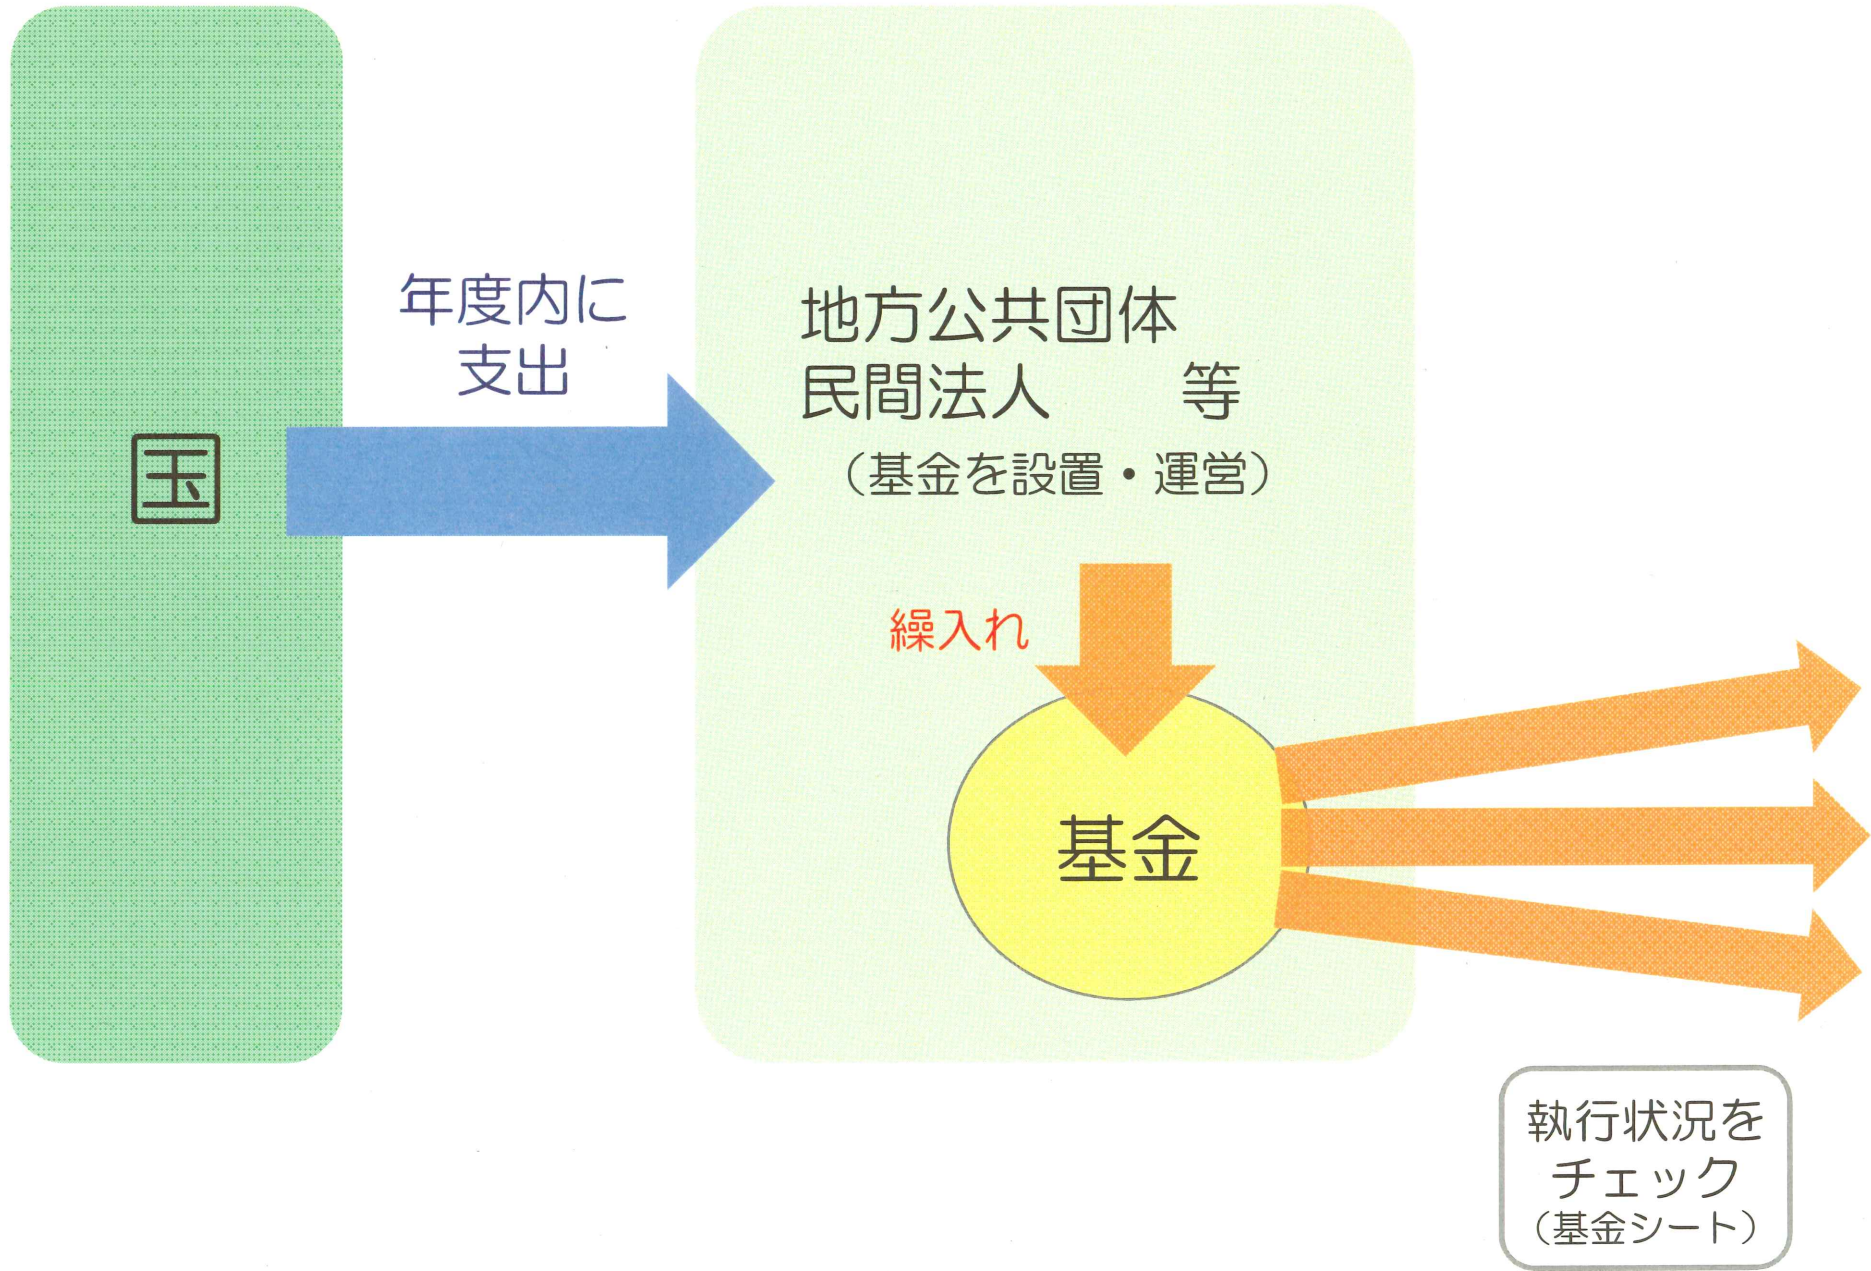 国
年度内に
支出
地方公共団体
民間法人　　等
（基金を設置・運営）
繰入れ
基金
執行状況を
チェック
（基金シート）